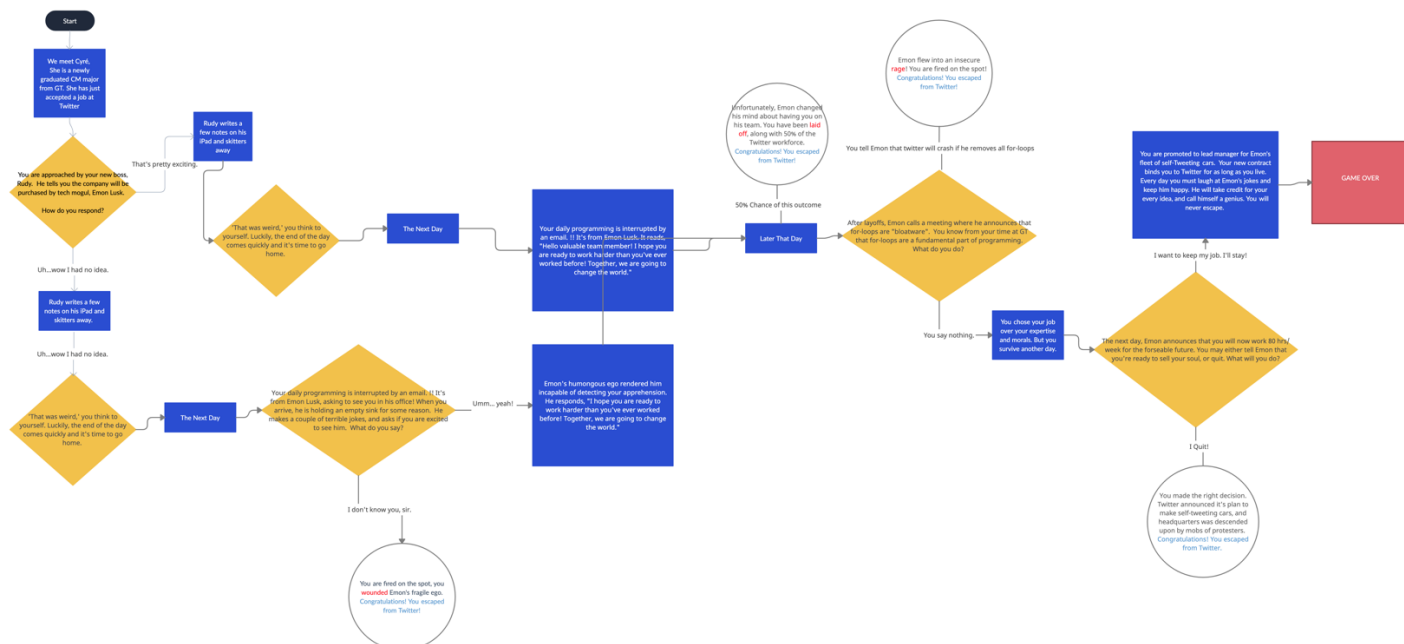 Start
We meet Cyré,
She is a newly
graduated CM major
from GT. She has just
accepted a job at
Twitter
You are approached by your new boss,
Rudy. He tells you the company will be
purchased by tech mogul, Emon Lusk.
How do you respond?
That's pretty exciting.
Rudy writes a
few notes on his
iPad and skitters
away
Uh...wow I had no idea.
Rudy writes a few
notes on his iPad and
skitters away.
Uh...wow I had no idea.
'That was weird,' you think to
yourself. Luckily, the end of the day
comes quickly and it's time to go
home.
The Next Day
'That was weird,' you think to
yourself. Luckily, the end of the day
comes quickly and it's time to go
home.
The Next Day
Your daily programming is interrupted by an email. !! It's
from Emon Lusk, asking to see you in his office! When you
arrive, he is holding an empty sink for some reason. He
makes a couple of terrible jokes, and asks if you are excited
to see him. What do you say?
Umm... yeah!
I don't know you, sir.
You are fired on the spot, you
wounded Emon's fragile ego.
Congratulations! You escaped
from Twitter!
Your daily programming is interrupted by an
email. !! It's from Emon Lusk. It reads,
"Hello valuable team member! I hope you
are ready to work harder than you've ever
worked before! Together, we are going to
change the world."
Emon's humongous ego rendered him
incapable of detecting your apprehension.
He responds, "I hope you are ready to
work harder than you've ever worked
before! Together, we are going to change
the world."
Unfortunately, Emon changed
his mind about having you on
his team. You have been laid
off, along with 50% of the
Twitter workforce.
Congratulations! You escaped
from Twitter!
50% Chance of this outcome
Later That Day
Emon flew into an insecure
rage! You are fired on the spot!
Congratulations! You escaped
from Twitter!
You tell Emon that twitter will crash if he removes all for-loops
After layoffs, Emon calls a meeting where he announces that
for-loops are "bloatware". You know from your time at GT
that for-loops are a fundamental part of programming.
What do you do?
You say nothing,
You chose your job
over your expertise
and morals. But you
survive another day.
You are promoted to lead manager for Emon's
fleet of self-Tweeting cars. Your new contract
binds you to Twitter for as long as you live.
Every day you must laugh at Emon's jokes and
keep him happy. He will take credit for your
every idea, and call himself a genius. You will
never escape.
GAME OVER
I want to keep my job. I'll stay!
The next day, Emon announces that you will now work 80 hrs/
week for the forseable future. You may either tell Emon that
you're ready to sell your soul, or quit. What will you do?
I Quit!
You made the right decision.
Twitter announced it's plan to
make self-tweeting cars, and
headquarters was descended
upon by mobs of protesters.
Congratulations! You escaped
from Twitter.